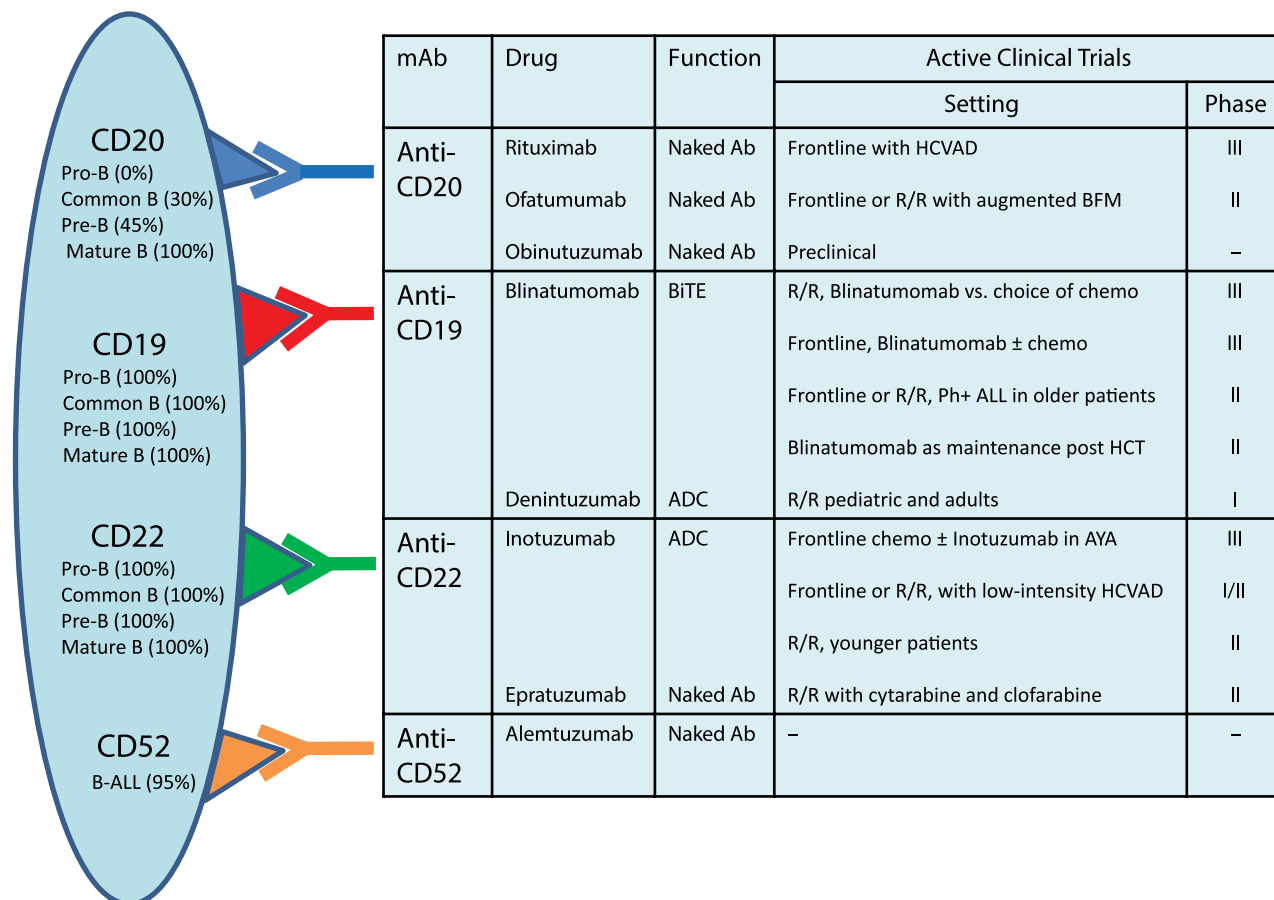 CD20
Pro-B (0%)
Common B (30%)
Pre-B (45%)
Mature B (100%)
CD19
Pro-B (100%)
Common B (100%)
Pre-B (100%)
Mature B (100%)
CD22
Pro-B (100%)
Common B (100%)
Pre-B (100%)
Mature B (100%)
CD52
B-ALL (95%)
mAb Drug Function Active Clinical Trials
Setting Phase
Anti-
CD20
Rituximab Naked Ab Frontline with HCVAD III
Ofatumumab Naked Ab Frontline or R/R with augmented BFM II
Obinutuzumab Naked Ab Preclinical –
Anti-
CD19
Blinatumomab BiTE R/R, Blinatumomab vs. choice of chemo III
Frontline, Blinatumomab ± chemo III
Frontline or R/R, Ph+ ALL in older patients II
Blinatumomab as maintenance post HCT II
Denintuzumab ADC R/R pediatric and adults I
Anti-
CD22
Inotuzumab ADC Frontline chemo ± Inotuzumab in AYA III
Frontline or R/R, with low-intensity HCVAD I/II
R/R, younger patients II
Epratuzumab Naked Ab R/R with cytarabine and clofarabine II
Anti-
CD52
Alemtuzumab Naked Ab – –